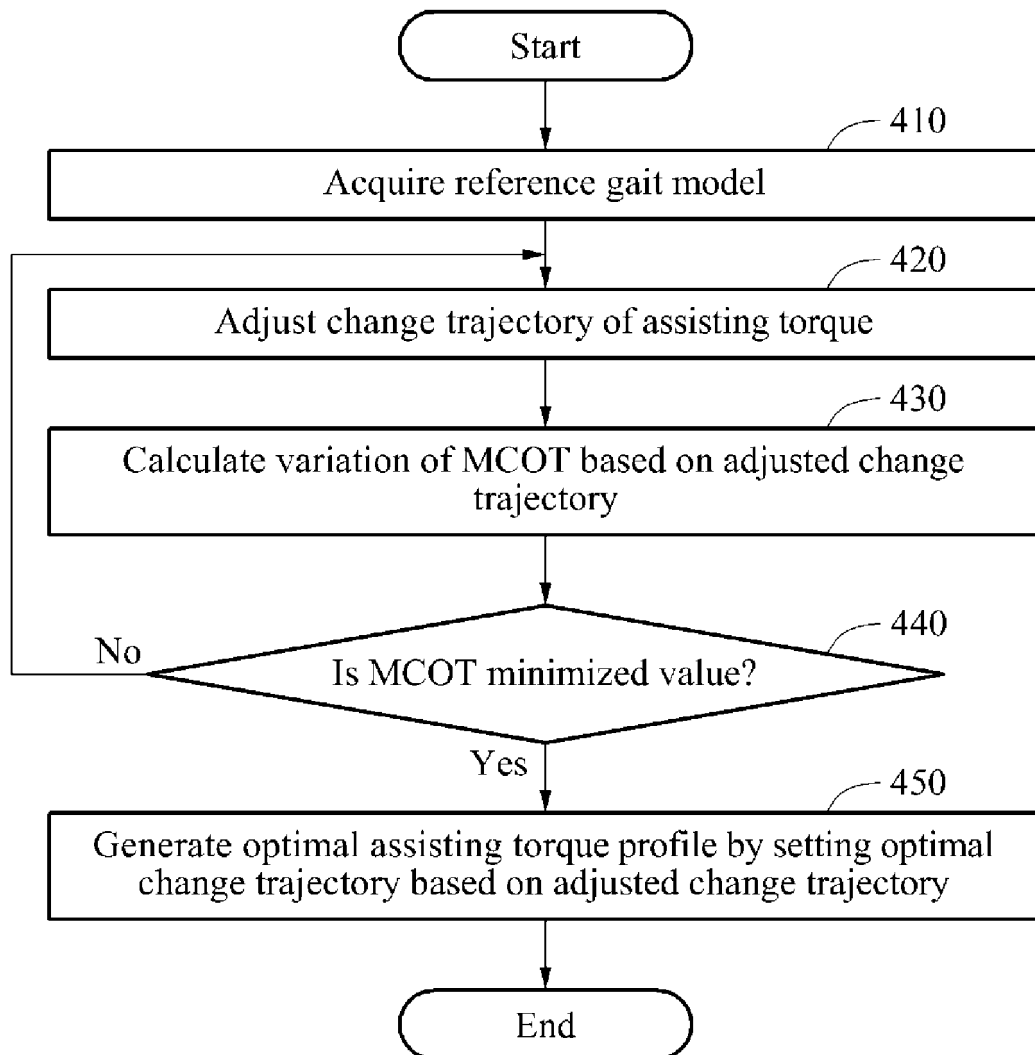 Start
410
Acquire reference gait model
420
Adjust change trajectory of assisting torque
430
Calculate variation of MCOT based on adjusted change
trajectory
440
No
Is MCOT minimized value?
Yes
450
Generate optimal assisting torque profile by setting optimal
change trajectory based on adjusted change trajectory
End